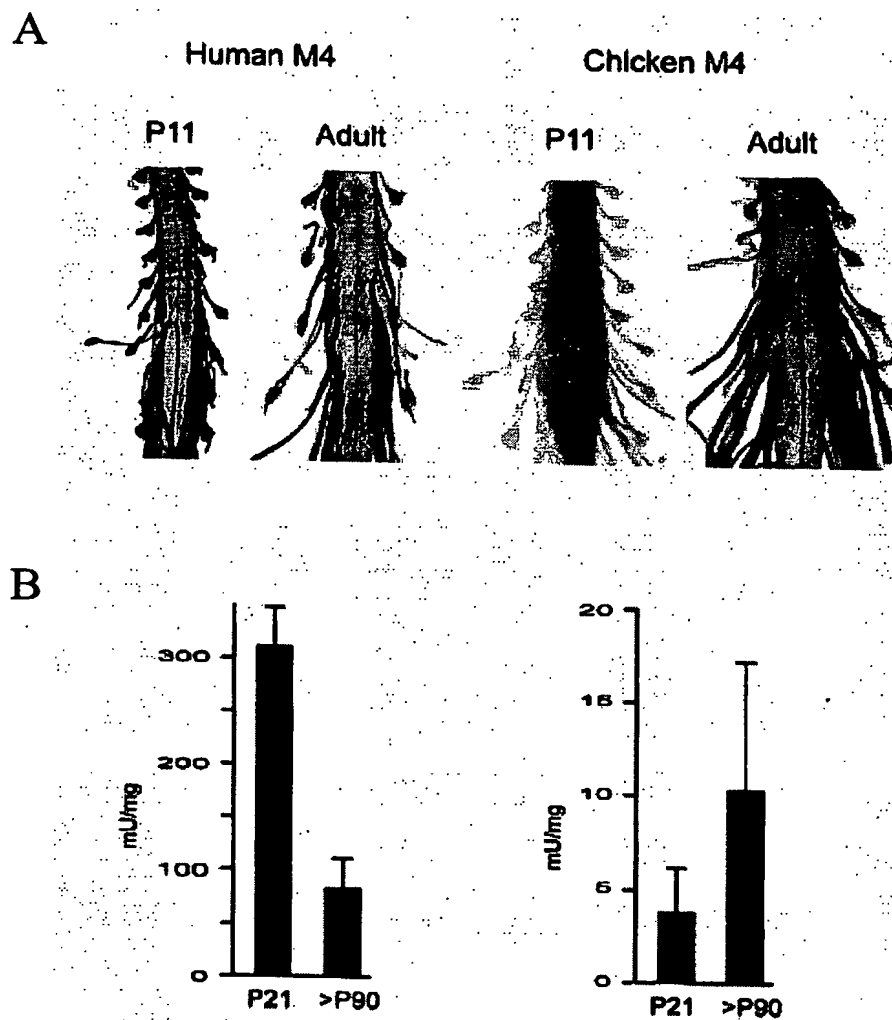 A
Human M4
Chicken M4
P11
Adult
P11
Adult
B
300
200
100
0
mU/mg
P21
>P90
20
15
10
5
0
mU/mg
P21
>P90